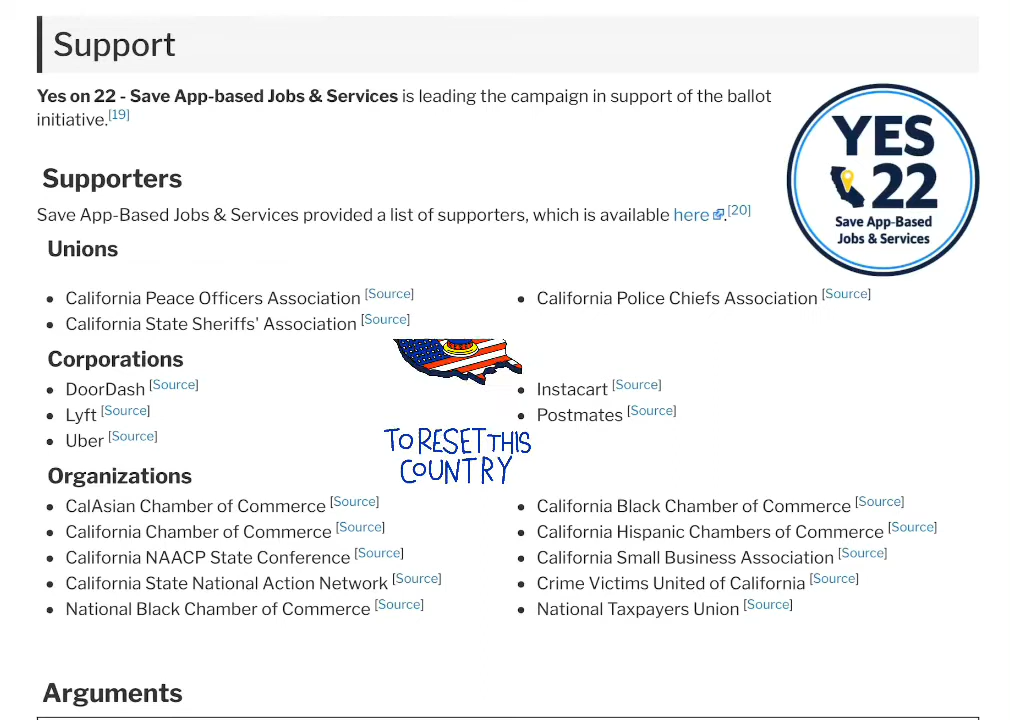 Support
Yes on 22 - Save App-based Jobs & Services is leading the campaign in support of the ballot
initiative.[19]
YES
22
Save App-Based
Jobs & Services
Supporters
Save App-Based Jobs & Services provided a list of supporters, which is available here.[20]
Unions
California Peace Officers Association [Source]
California State Sheriffs' Association [Source]
California Police Chiefs Association [Source]
Corporations
DoorDash [Source]
Lyft [Source]
Uber [Source]
Instacart [Source]
Postmates [Source]
TO RESET THIS
COUNTRY
Organizations
CalAsian Chamber of Commerce [Source]
California Chamber of Commerce [Source]
California NAACP State Conference [Source]
California State National Action Network [Source]
National Black Chamber of Commerce [Source]
California Black Chamber of Commerce [Source]
California Hispanic Chambers of Commerce [Source]
California Small Business Association [Source]
Crime Victims United of California [Source]
National Taxpayers Union [Source]
Arguments